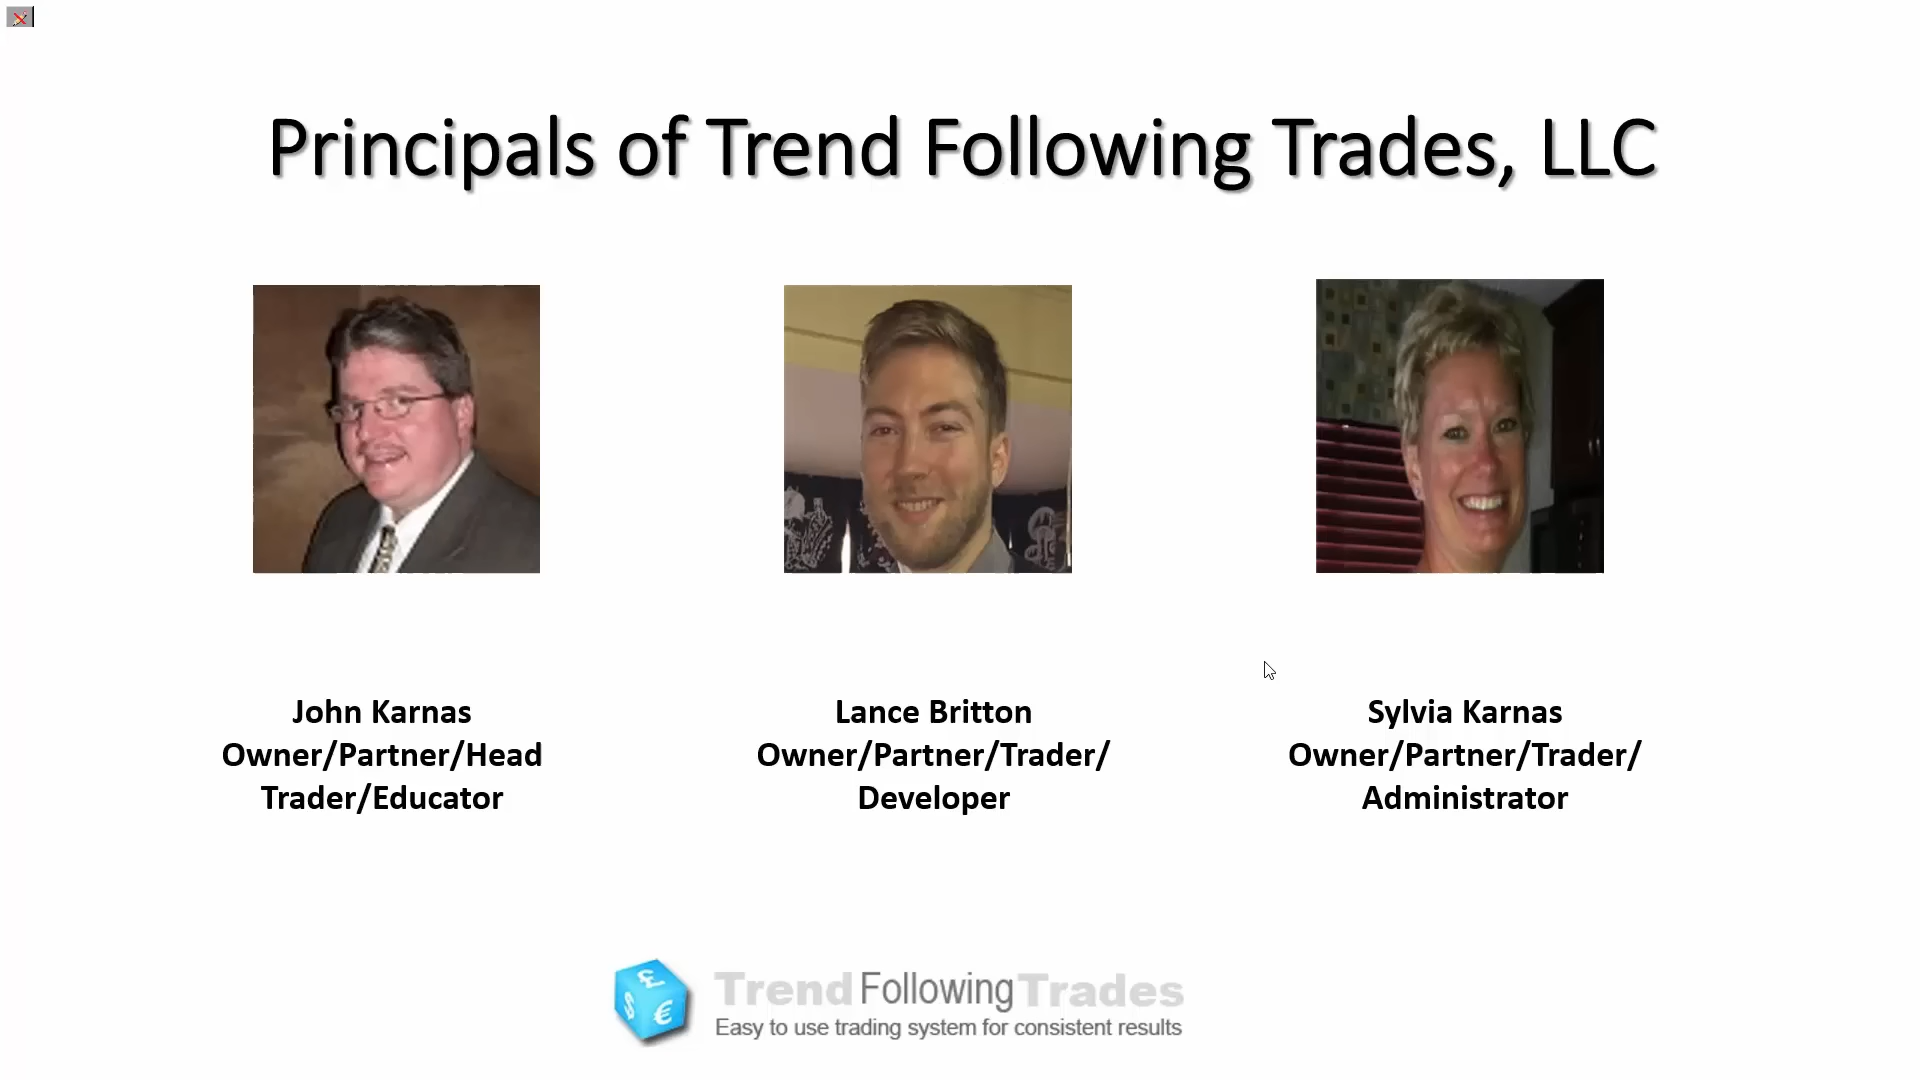 Principals of Trend Following Trades, LLC
John Karnas
Owner/Partner/Head
Trader/Educator
Lance Britton
Owner/Partner/Trader/
Developer
Sylvia Karnas
Owner/Partner/Trader/
Administrator
£
$ €
Trend Following Trades
Easy to use trading system for consistent results